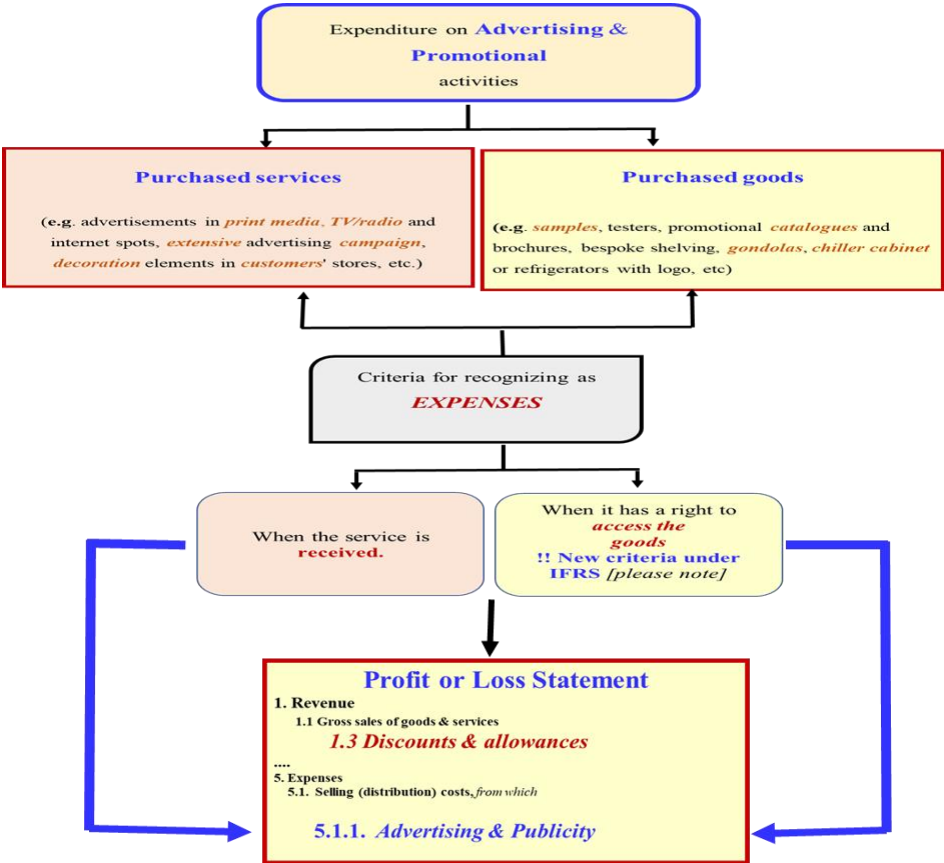 Expenditure on Advertising &
Promotional
activities
Purchased services
(e.g. advertisements in print media, TV/radio and
internet spots, extensive advertising campaign,
decoration elements in customers' stores, etc.)
Purchased goods
(e.g. samples, testers, promotional catalogues and
brochures, bespoke shelving, gondolas, chiller cabinet
or refrigerators with logo, etc)
Criteria for recognizing as
EXPENSES
When the service is
received.
When it has a right to
access the
goods
!! New criteria under
IFRS [please note]
Profit or Loss Statement
1. Revenue
1.1 Gross sales of goods & services
1.3 Discounts & allowances
....
5. Expenses
5.1. Selling (distribution) costs, from which
5.1.1. Advertising & Publicity